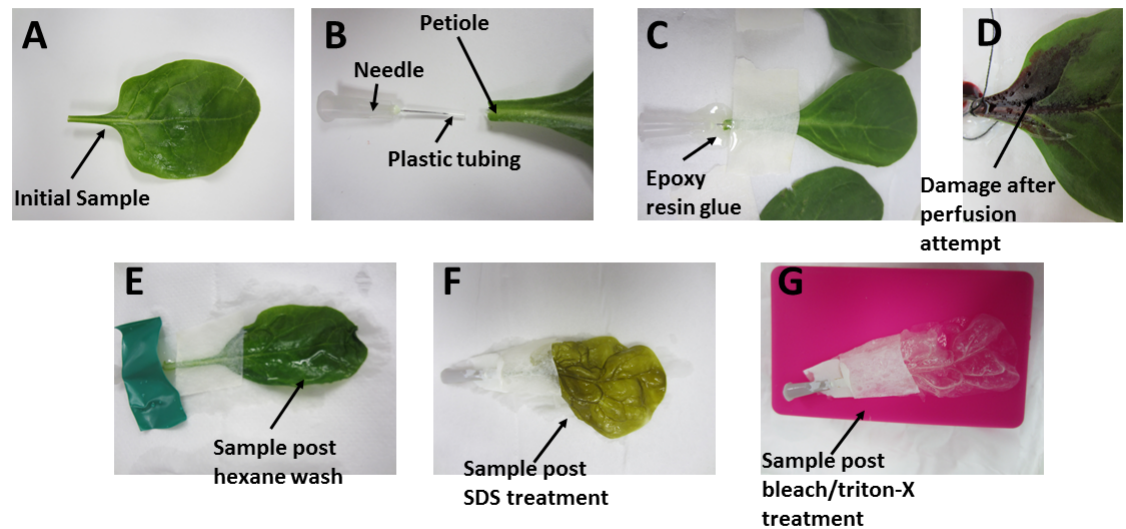 A
Initial Sample
B
Petiole
Needle
Plastic tubing
C
Epoxy
resin glue
D
Damage after
perfusion
attempt
E
Sample post
hexane wash
F
Sample post
SDS treatment
G
Sample post
bleach/triton-X
treatment